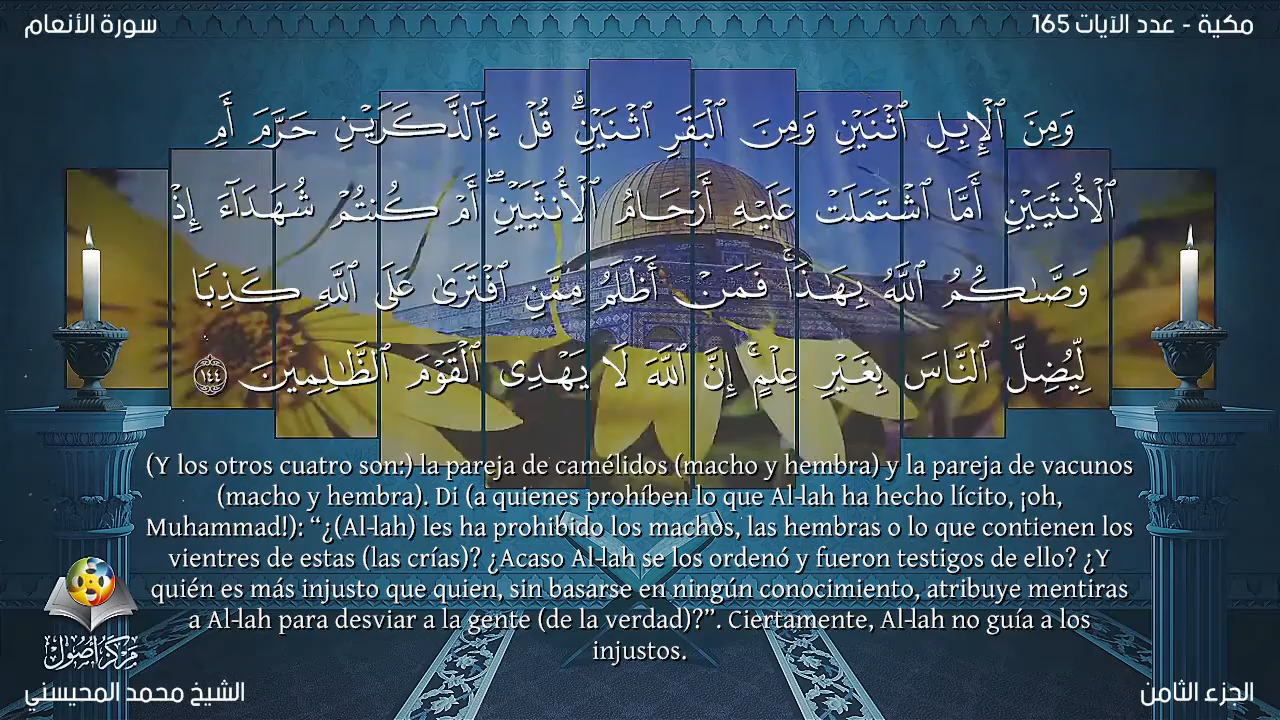 مكية - عدد الآيات 165
سورة الأنعام
وَمِنَ ٱلْإِبِلِ ٱثْنَيْنِ وَمِنَ ٱلْبَقَرِ ٱثْنَيْنِۗ قُلْ ءَآلذَّكَرَيْنِ حَرَّمَ أَمِ
ٱلْأُنثَيَيْنِ أَمَّا ٱشْتَمَلَتْ عَلَيْهِ أَرْحَامُ ٱلْأُنثَيَيْنِۖ أَمْ كُنتُمْ شُهَدَآءَ إِذْ
وَصَّىٰكُمُ ٱللَّهُ بِهَـٰذَاۚ فَمَنْ أَظْلَمُ مِمَّنِ ٱفْتَرَىٰ عَلَى ٱللَّهِ كَذِبًا
لِّيُضِلَّ ٱلنَّاسَ بِغَيْرِ عِلْمٍۚ إِنَّ ٱللَّهَ لَا يَهْدِى ٱلْقَوْمَ ٱلظَّـٰلِمِينَ ١٤٤
(Y los otros cuatro son:) la pareja de camélidos (macho y hembra) y la pareja de vacunos
(macho y hembra). Di (a quienes prohíben lo que Al-lah ha hecho lícito, ¡oh,
Muhammad!): “¿(Al-lah) les ha prohibido los machos, las hembras o lo que contienen los
vientres de estas (las crías)? ¿Acaso Al-lah se los ordenó y fueron testigos de ello? ¿Y
quién es más injusto que quien, sin basarse en ningún conocimiento, atribuye mentiras
a Al-lah para desviar a la gente (de la verdad)?”. Ciertamente, Al-lah no guía a los
injustos.
مركز أصول
الشيخ محمد المحيسني
الجزء الثامن